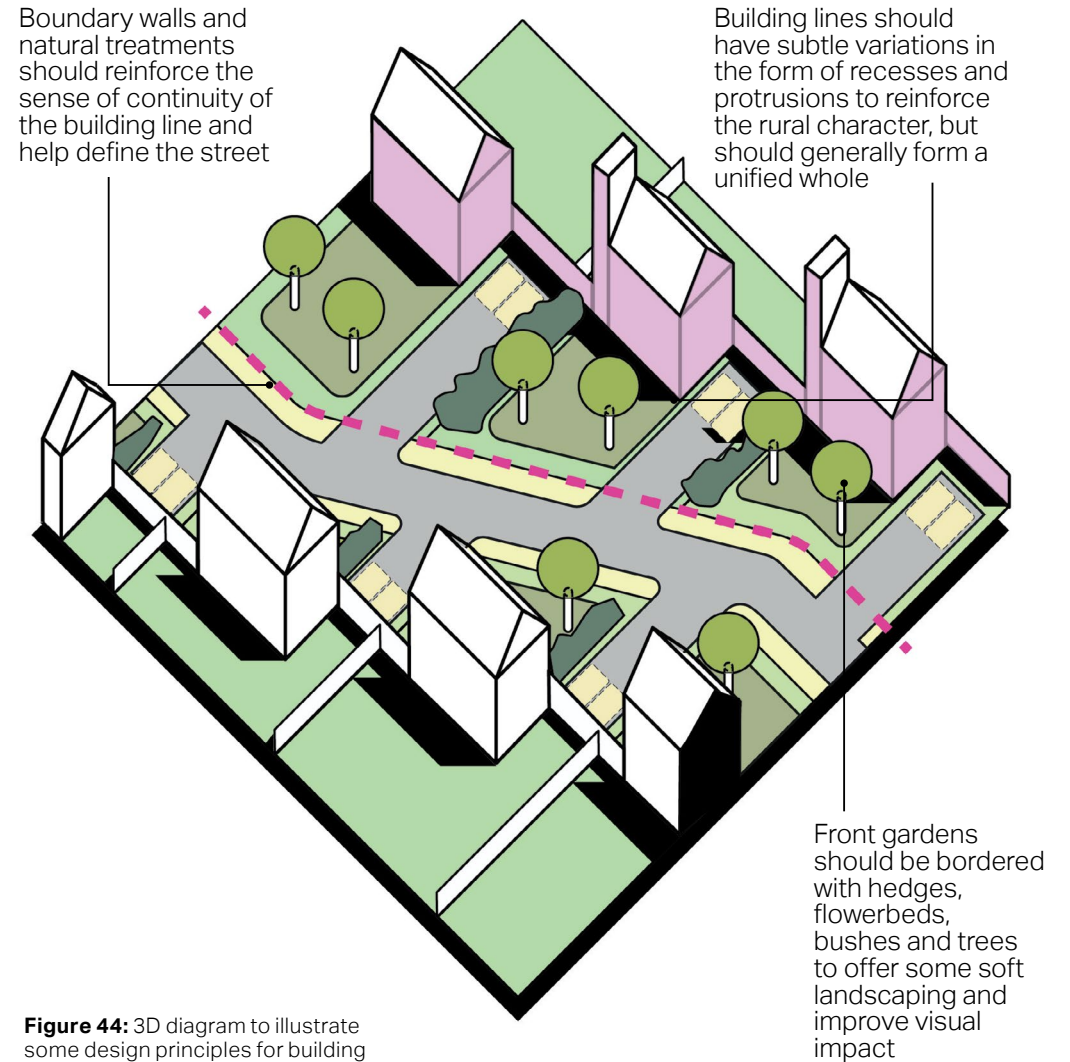 Boundary walls and
natural treatments
should reinforce the
sense of continuity of
the building line and
help define the street
Building lines should
have subtle variations in
the form of recesses and
protrusions to reinforce
the rural character, but
should generally form a
unified whole
Front gardens
should be bordered
with hedges,
flowerbeds,
bushes and trees
to offer some soft
landscaping and
improve visual
impact
Figure 44: 3D diagram to illustrate
some design principles for building